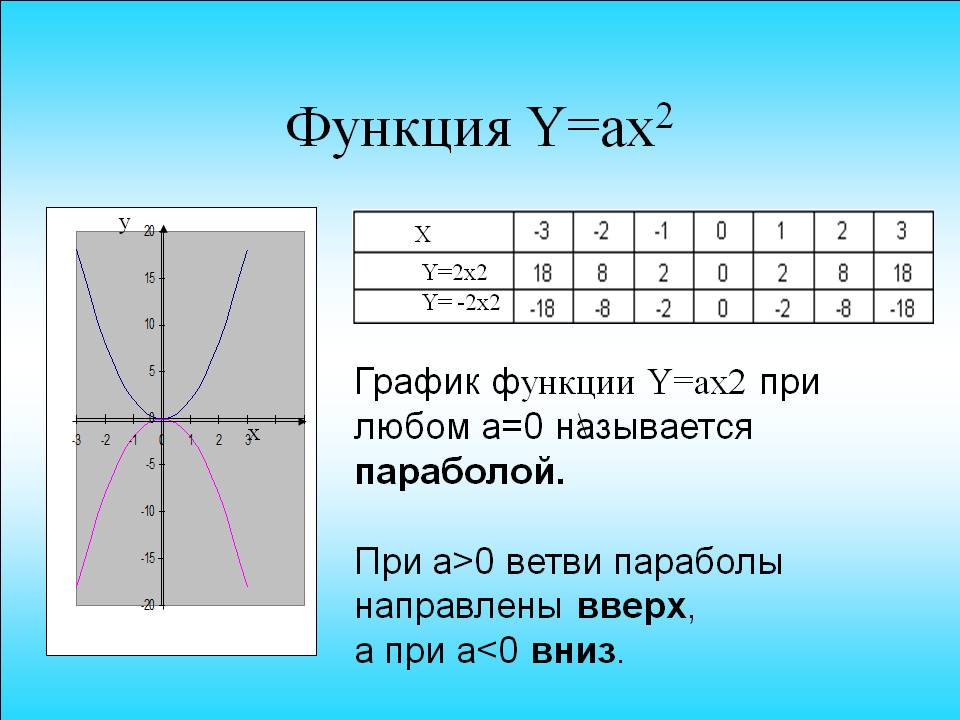 Функция Y=ax²
y
20
15
10
5
0
-3 -2 -1 0 1 2 3
x
-5
-10
-15
-20
X -3 -2 -1 0 1 2 3
Y=2x2 18 8 2 0 2 8 18
Y= -2x2 -18 -8 -2 0 -2 -8 -18
График функции Y=ax2 при
любом a=0 называется
параболой.
При a>0 ветви параболы
направлены вверх,
а при a<0 вниз.